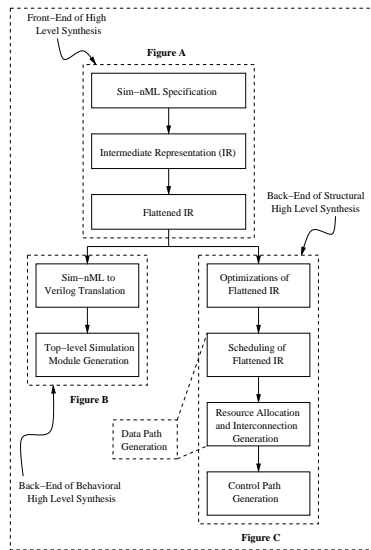 Front−End of High
Level Synthesis
Figure A
Sim−nML Specification
Intermediate Representation (IR)
Flattened IR
Back−End of Structural
High Level Synthesis
Sim−nML to
Verilog Translation
Top−level Simulation
Module Generation
Figure B
Optimizations of
Flattened IR
Scheduling of
Flattened IR
Data Path
Generation
Resource Allocation
and Interconnection
Generation
Control Path
Generation
Back−End of Behavioral
High Level Synthesis
Figure C